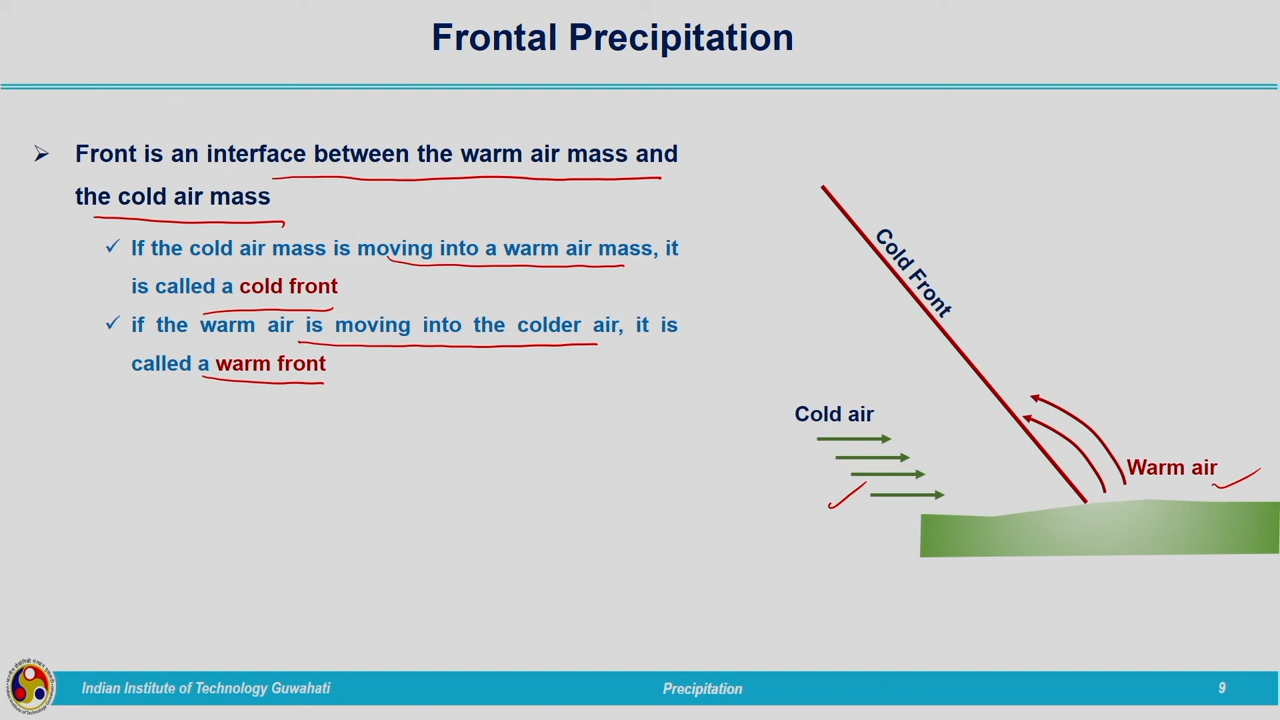 Frontal Precipitation
Front is an interface between the warm air mass and
the cold air mass
If the cold air mass is moving into a warm air mass, it
is called a cold front
if the warm air is moving into the colder air, it is
called a warm front
Cold Front
Cold air
Warm air
Indian Institute of Technology Guwahati
Precipitation
9